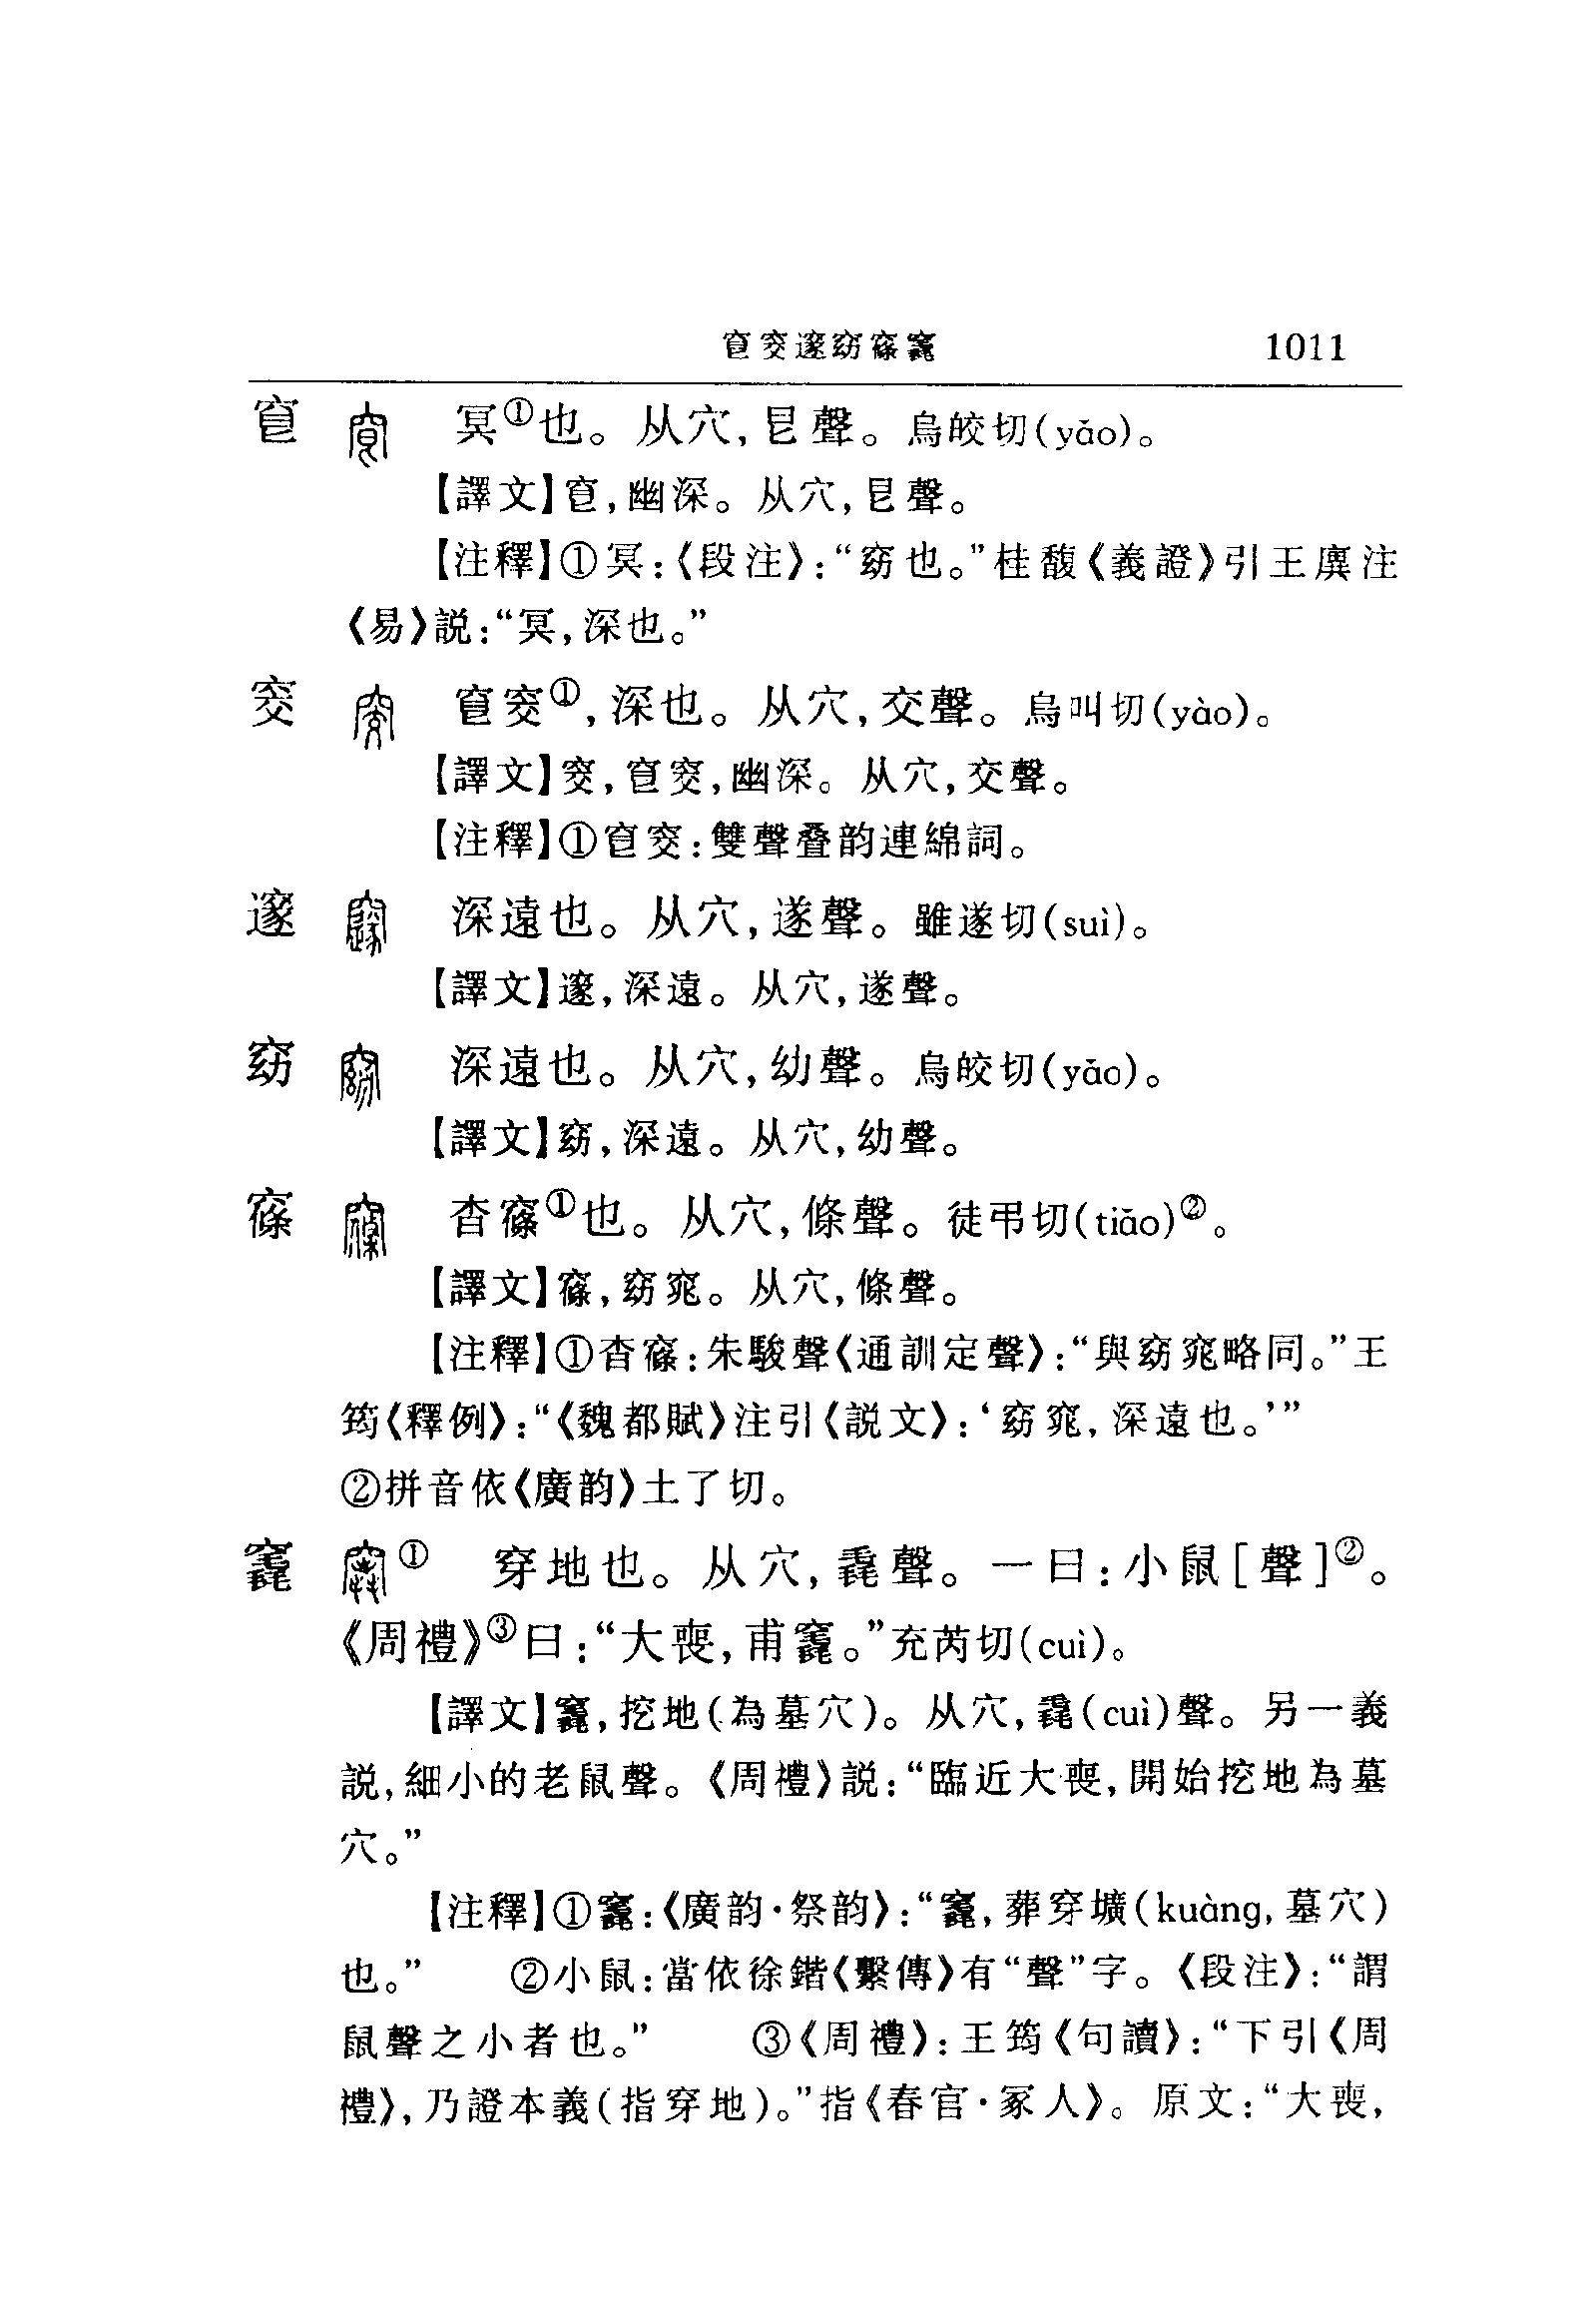 窅窔邃窈窱竁 1011
窅 冥①也。从穴,皀聲。烏皎切(yǎo)。
【譯文】窅,幽深。从穴,皀聲。
【注釋】①冥:《段注》:“窈也。”桂馥《義證》引王廙注
《易》説:“冥,深也。”
窔 窅窔①,深也。从穴,交聲。烏叫切(yào)。
【譯文】窔,窅窔,幽深。从穴,交聲。
【注釋】①窅窔:雙聲叠韵連綿詞。
邃 深遠也。从穴,遂聲。雖遂切(suì)。
【譯文】邃,深遠。从穴,遂聲。
窈 深遠也。从穴,幼聲。烏皎切(yǎo)。
【譯文】窈,深遠。从穴,幼聲。
窱 杳窱①也。从穴,條聲。徒弔切(tiǎo)②。
【譯文】窱,窈窕。从穴,條聲。
【注釋】①杳窱:朱駿聲《通訓定聲》:“與窈窕略同。”王
筠《釋例》:“《魏都賦》注引《説文》:‘窈窕,深遠也。’”
②拼音依《廣韵》土了切。
竁 ① 穿地也。从穴,毳聲。一曰:小鼠[聲]②。
《周禮》③曰:“大喪,甫竁。”充芮切(cuì)。
【譯文】竁,挖地(為墓穴)。从穴,毳(cuì)聲。另一義
説,細小的老鼠聲。《周禮》説:“臨近大喪,開始挖地為墓
穴。”
【注釋】①竁:《廣韵·祭韵》:“竁,葬穿壙(kuàng,墓穴)
也。” ②小鼠:當依徐鍇《繫傳》有“聲”字。《段注》:“謂
鼠聲之小者也。” ③《周禮》:王筠《句讀》:“下引《周
禮》,乃證本義(指穿地)。”指《春官·冢人》。原文:“大喪,